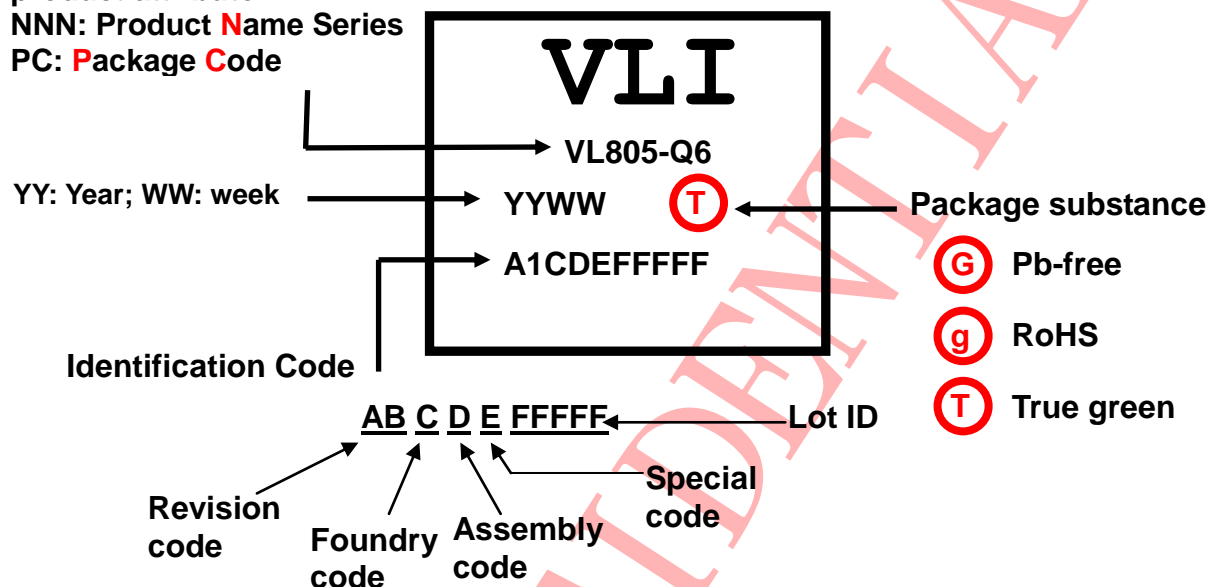 NNN: Product Name Series
PC: Package Code
VLI
VL805-Q6
YY: Year; WW: week
YYWW
T
Package substance
A1CDEFFFFF
G Pb-free
g RoHS
T True green
Identification Code
AB C D E FFFFF
Lot ID
Revision
code
Foundry
code
Assembly
code
Special
code